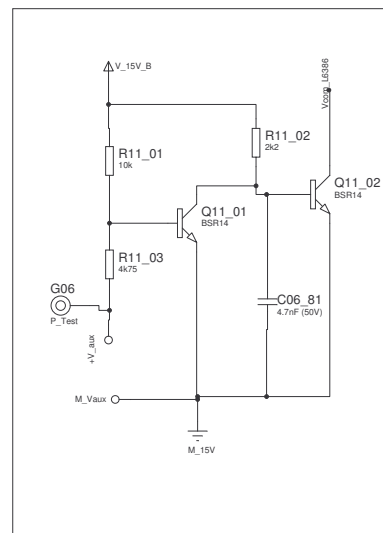 V_15V_B
Vcom_L6386
R11_01
10k
R11_02
2k2
Q11_01
BSR14
Q11_02
BSR14
R11_03
4k75
G06
P_Test
C06_81
4.7nF (50V)
+V_aux
M_Vaux
M_15V